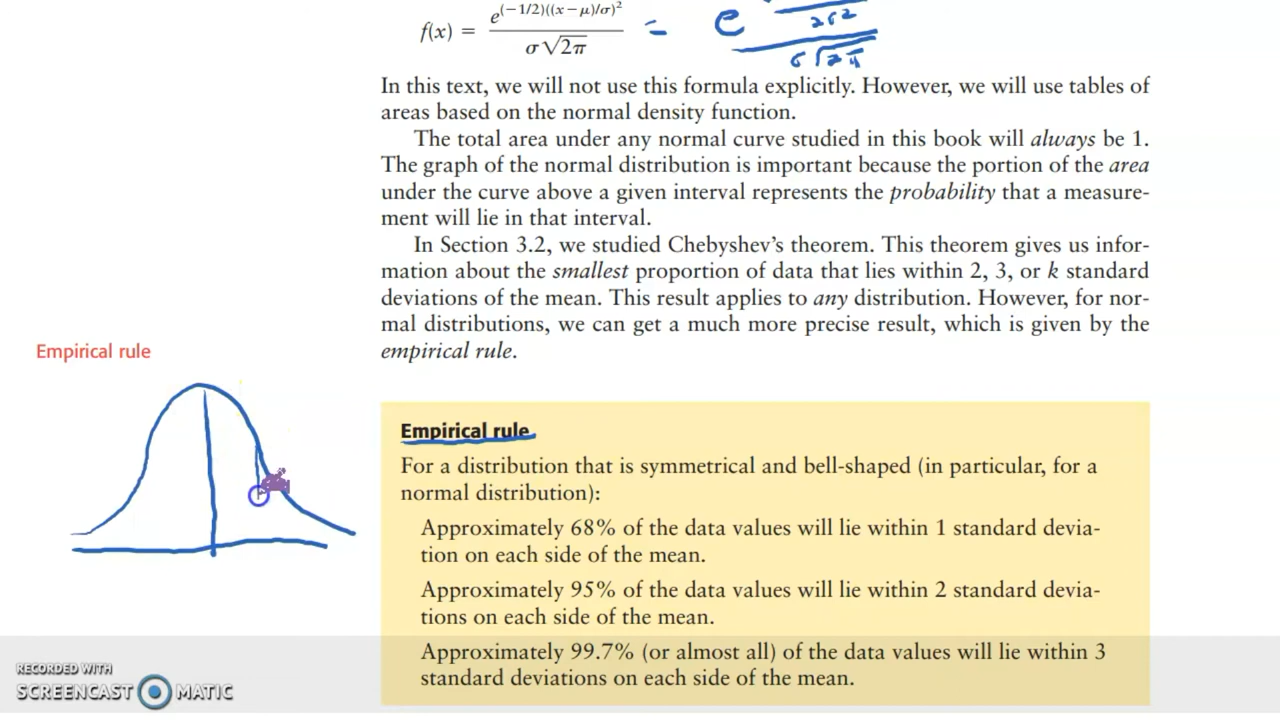 f(x) = e^(−1/2)((x−μ)/σ)² / σ√2π = e / 2σ² / σ√2π
In this text, we will not use this formula explicitly. However, we will use tables of
areas based on the normal density function.
The total area under any normal curve studied in this book will always be 1.
The graph of the normal distribution is important because the portion of the area
under the curve above a given interval represents the probability that a measure-
ment will lie in that interval.
In Section 3.2, we studied Chebyshev’s theorem. This theorem gives us infor-
mation about the smallest proportion of data that lies within 2, 3, or k standard
deviations of the mean. This result applies to any distribution. However, for nor-
mal distributions, we can get a much more precise result, which is given by the
empirical rule.
Empirical rule
Empirical rule
For a distribution that is symmetrical and bell-shaped (in particular, for a
normal distribution):
Approximately 68% of the data values will lie within 1 standard devia-
tion on each side of the mean.
Approximately 95% of the data values will lie within 2 standard devia-
tions on each side of the mean.
Approximately 99.7% (or almost all) of the data values will lie within 3
standard deviations on each side of the mean.
RECORDED WITH
SCREENCAST MATIC